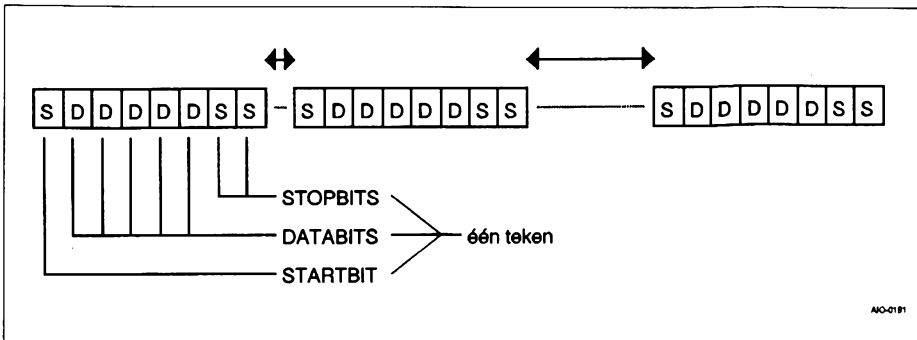 S D D D D D S S S D D D D D S S S D D D D D S S
STOPBITS
DATABITS één teken
STARTBIT
AIO-0191